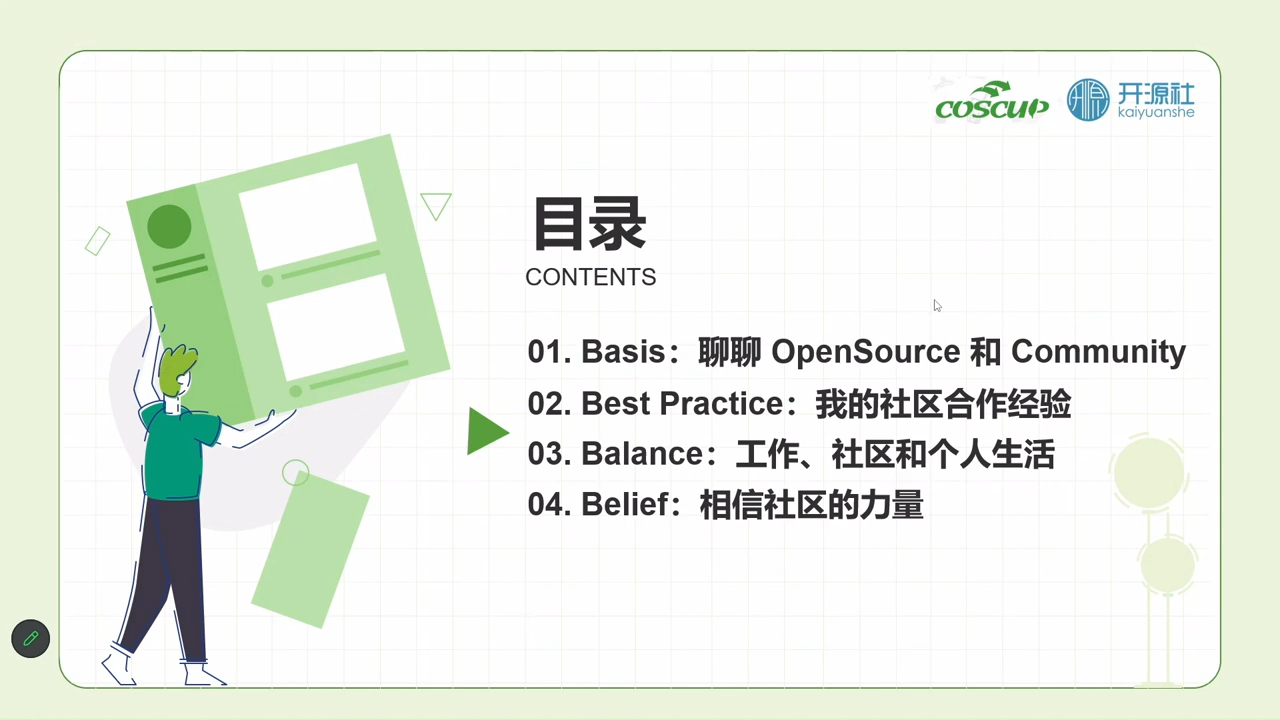 coscup
开源社
kaiyuanshe
目录
CONTENTS
01. Basis：聊聊 OpenSource 和 Community
02. Best Practice：我的社区合作经验
03. Balance：工作、社区和个人生活
04. Belief：相信社区的力量